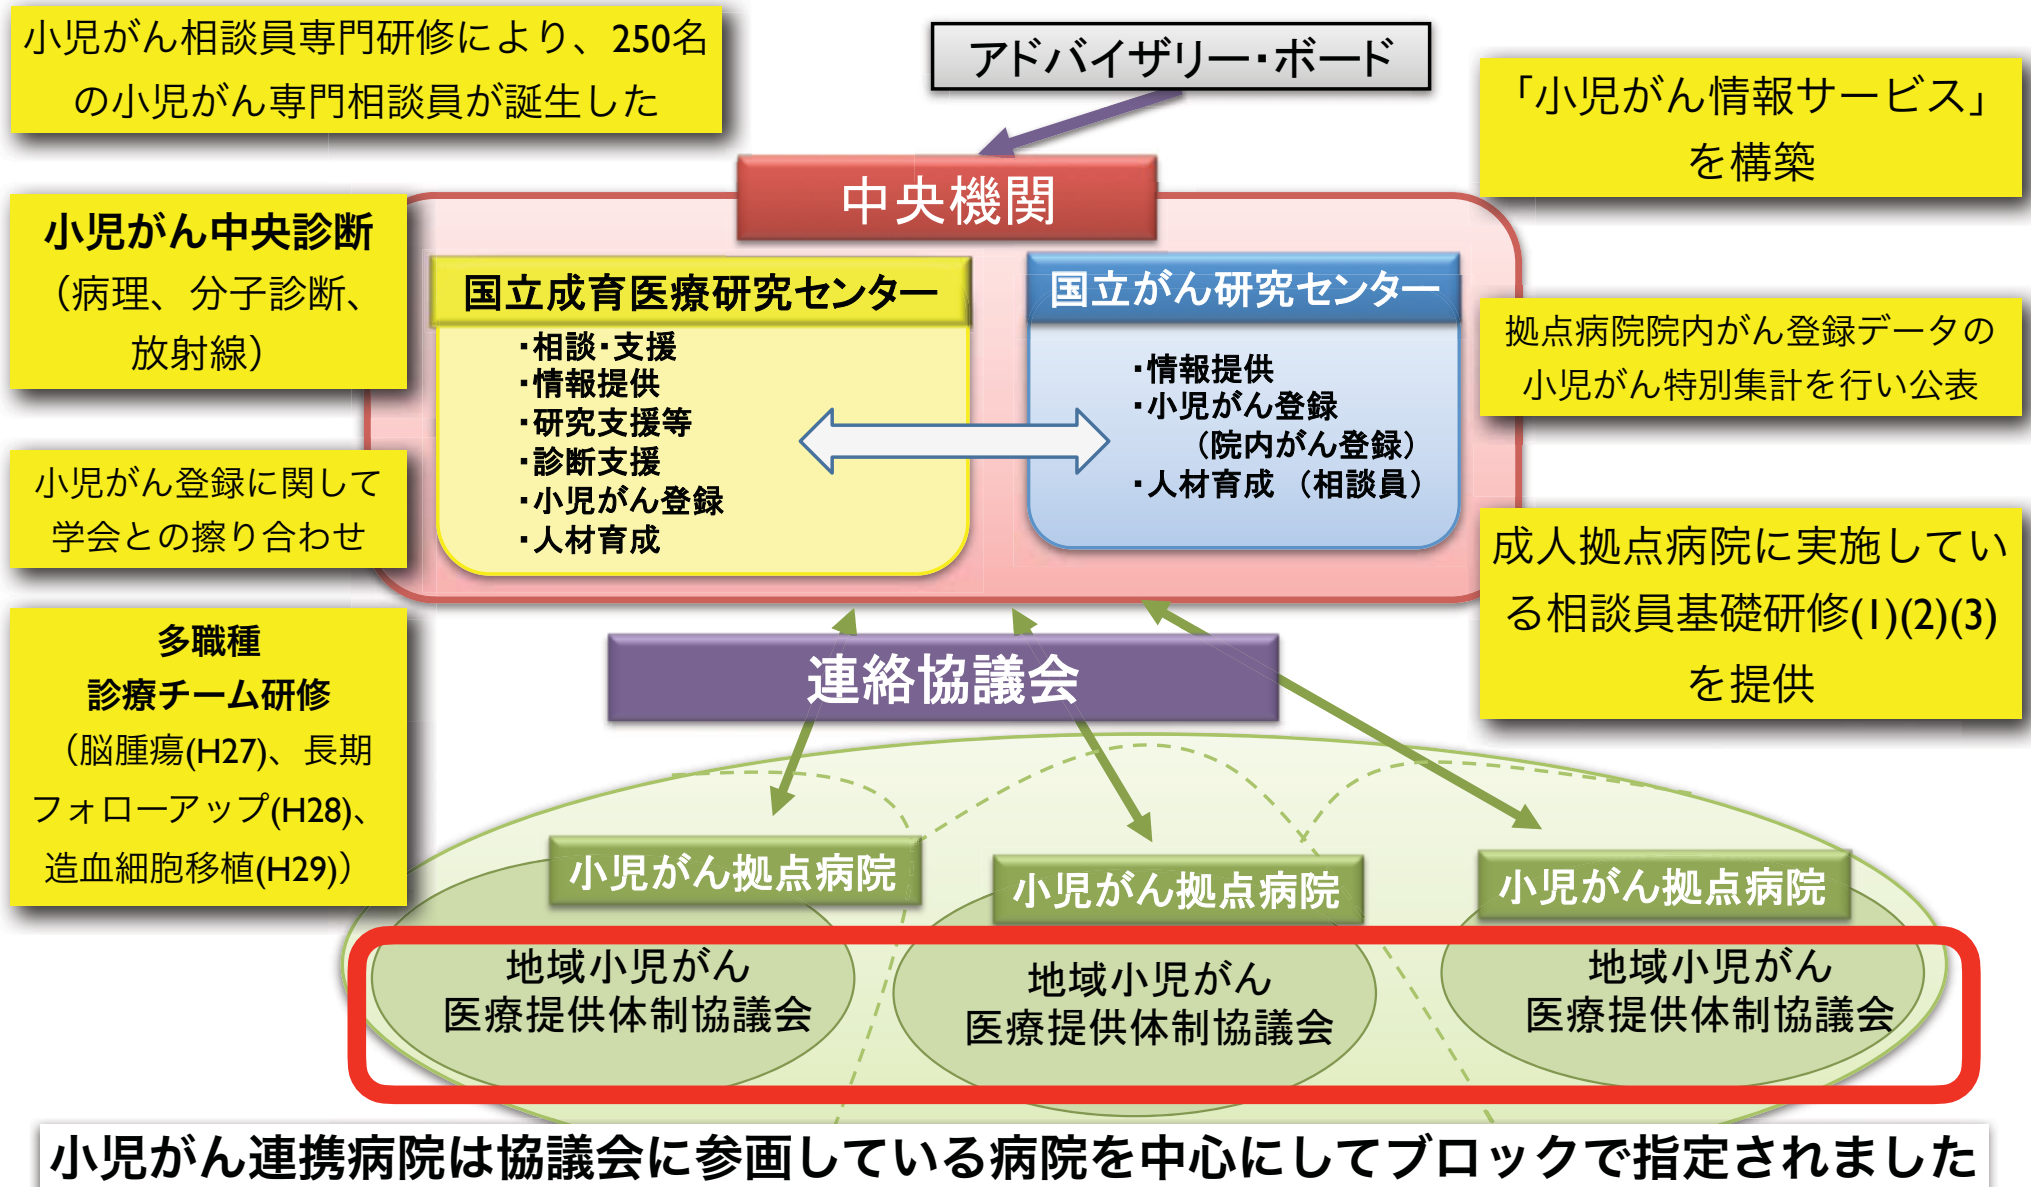 小児がん相談員専門研修により、250名
の小児がん専門相談員が誕生した
アドバイザリー・ボード
「小児がん情報サービス」
を構築
中央機関
小児がん中央診断
（病理、分子診断、
放射線）
国立成育医療研究センター
・相談・支援
・情報提供
・研究支援等
・診断支援
・小児がん登録
・人材育成
国立がん研究センター
・情報提供
・小児がん登録
（院内がん登録）
・人材育成 （相談員）
拠点病院院内がん登録データの
小児がん特別集計を行い公表
小児がん登録に関して
学会との擦り合わせ
成人拠点病院に実施してい
る相談員基礎研修(1)(2)(3)
を提供
多職種
診療チーム研修
（脳腫瘍(H27)、長期
フォローアップ(H28)、
造血細胞移植(H29)）
連絡協議会
小児がん拠点病院
小児がん拠点病院
小児がん拠点病院
地域小児がん
医療提供体制協議会
地域小児がん
医療提供体制協議会
地域小児がん
医療提供体制協議会
小児がん連携病院は協議会に参画している病院を中心にしてブロックで指定されました